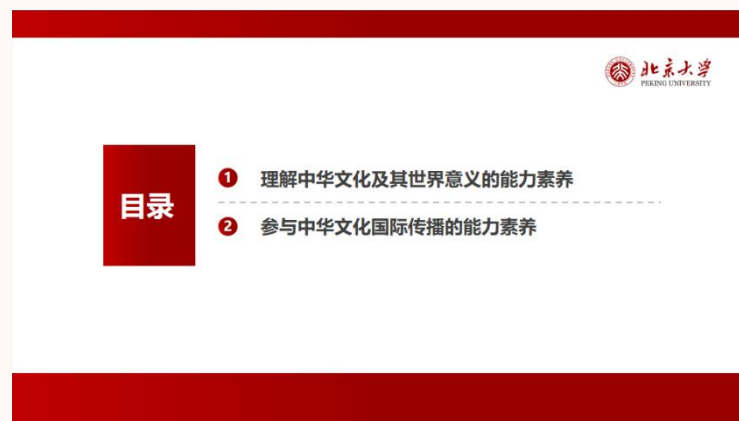 北京大学
PEKING UNIVERSITY
目录
1 理解中华文化及其世界意义的能力素养
2 参与中华文化国际传播的能力素养